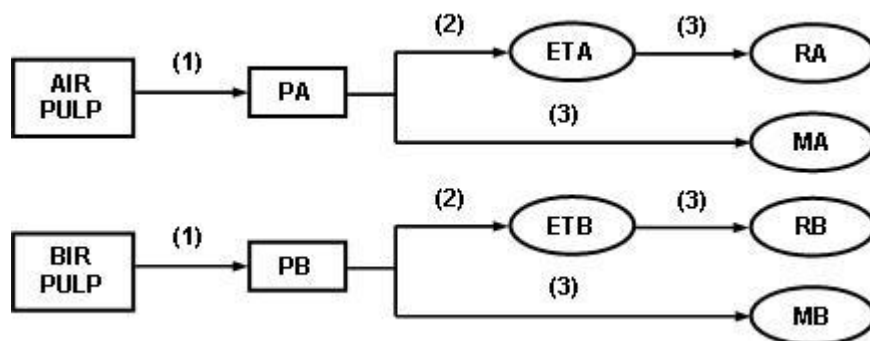 (2)
(3)
ETA
RA
(1)
AIR
PULP
PA
(3)
MA
(2)
(3)
ETB
RB
(1)
BIR
PULP
PB
(3)
MB